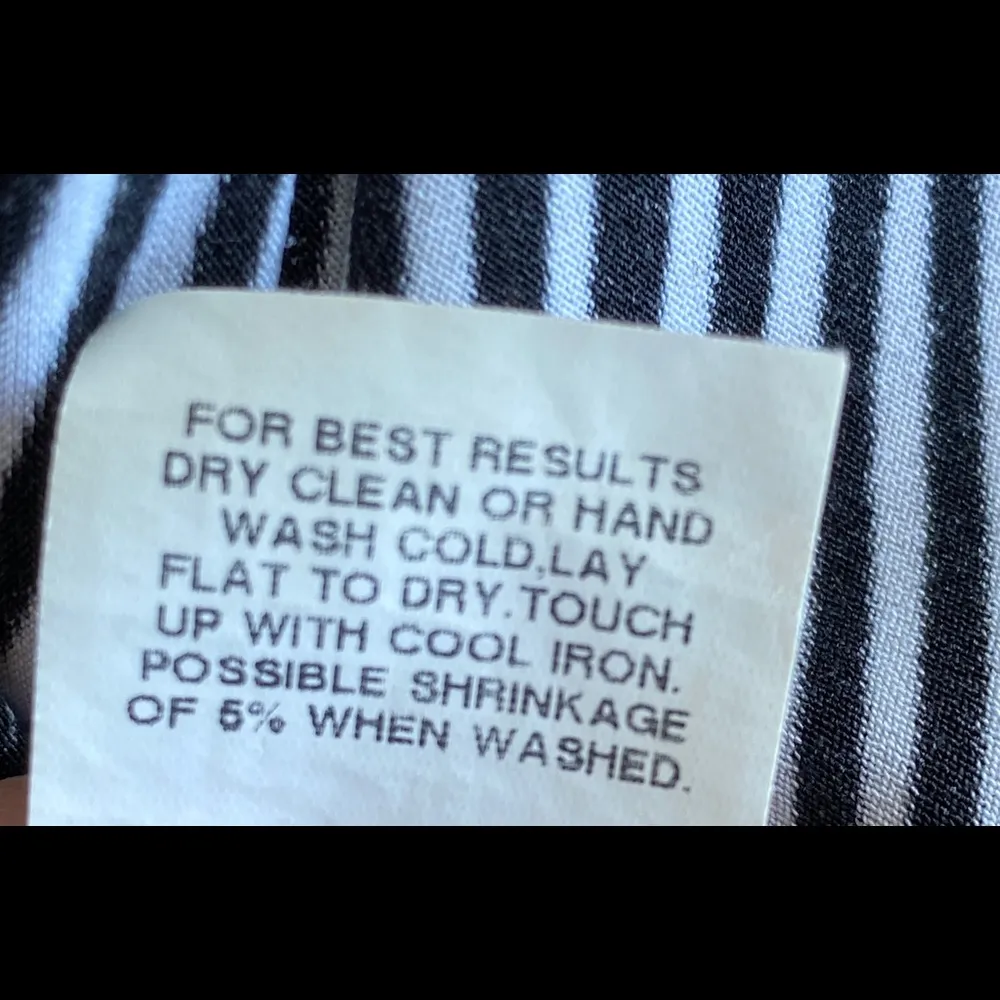 FOR BEST RESULTS
DRY CLEAN OR HAND
WASH COLD,LAY
FLAT TO DRY.TOUCH
UP WITH COOL IRON.
POSSIBLE SHRINKAGE
OF 5% WHEN WASHED.